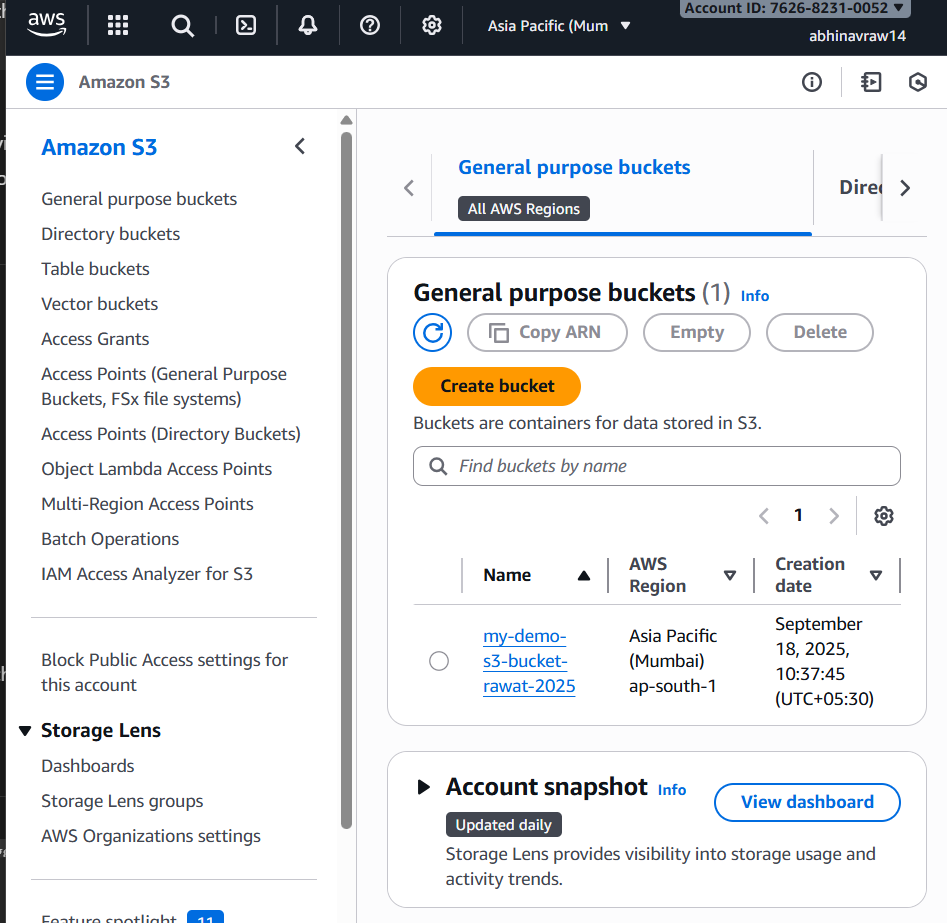 aws
Asia Pacific (Mum
Account ID: 7626-8231-0052
abhinavraw14
Amazon S3
Amazon S3
General purpose buckets
Directory buckets
Table buckets
Vector buckets
Access Grants
Access Points (General Purpose
Buckets, FSx file systems)
Access Points (Directory Buckets)
Object Lambda Access Points
Multi-Region Access Points
Batch Operations
IAM Access Analyzer for S3
Block Public Access settings for
this account
Storage Lens
Dashboards
Storage Lens groups
AWS Organizations settings
Feature spotlight 11
General purpose buckets
All AWS Regions
Direc
General purpose buckets (1) Info
Copy ARN
Empty
Delete
Create bucket
Buckets are containers for data stored in S3.
Find buckets by name
1
Name
AWS
Region
Creation
date
my-demo-
s3-bucket-
rawat-2025
Asia Pacific
(Mumbai)
ap-south-1
September
18, 2025,
10:37:45
(UTC+05:30)
Account snapshot Info
Updated daily
View dashboard
Storage Lens provides visibility into storage usage and
activity trends.